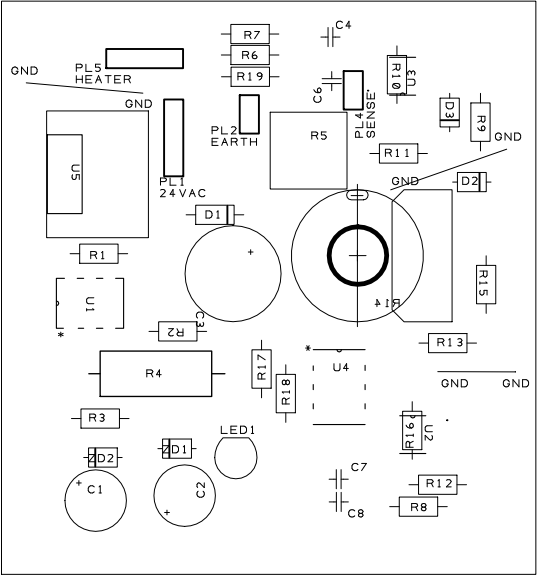 C4
R7
R6
R19
PL5
HEATER
GND
GND
C6
R10
U3
PL4
SENSE
D3
R9
PL2
EARTH
R5
GND
R11
U5
PL1
24VAC
GND
D2
D1
R1
R14
R15
U1
C3
R2
*
*
R13
R4
R17
R18
U4
GND
GND
R3
LED1
R16
U2
ZD2
ZD1
C7
R12
C1
C2
C8
R8